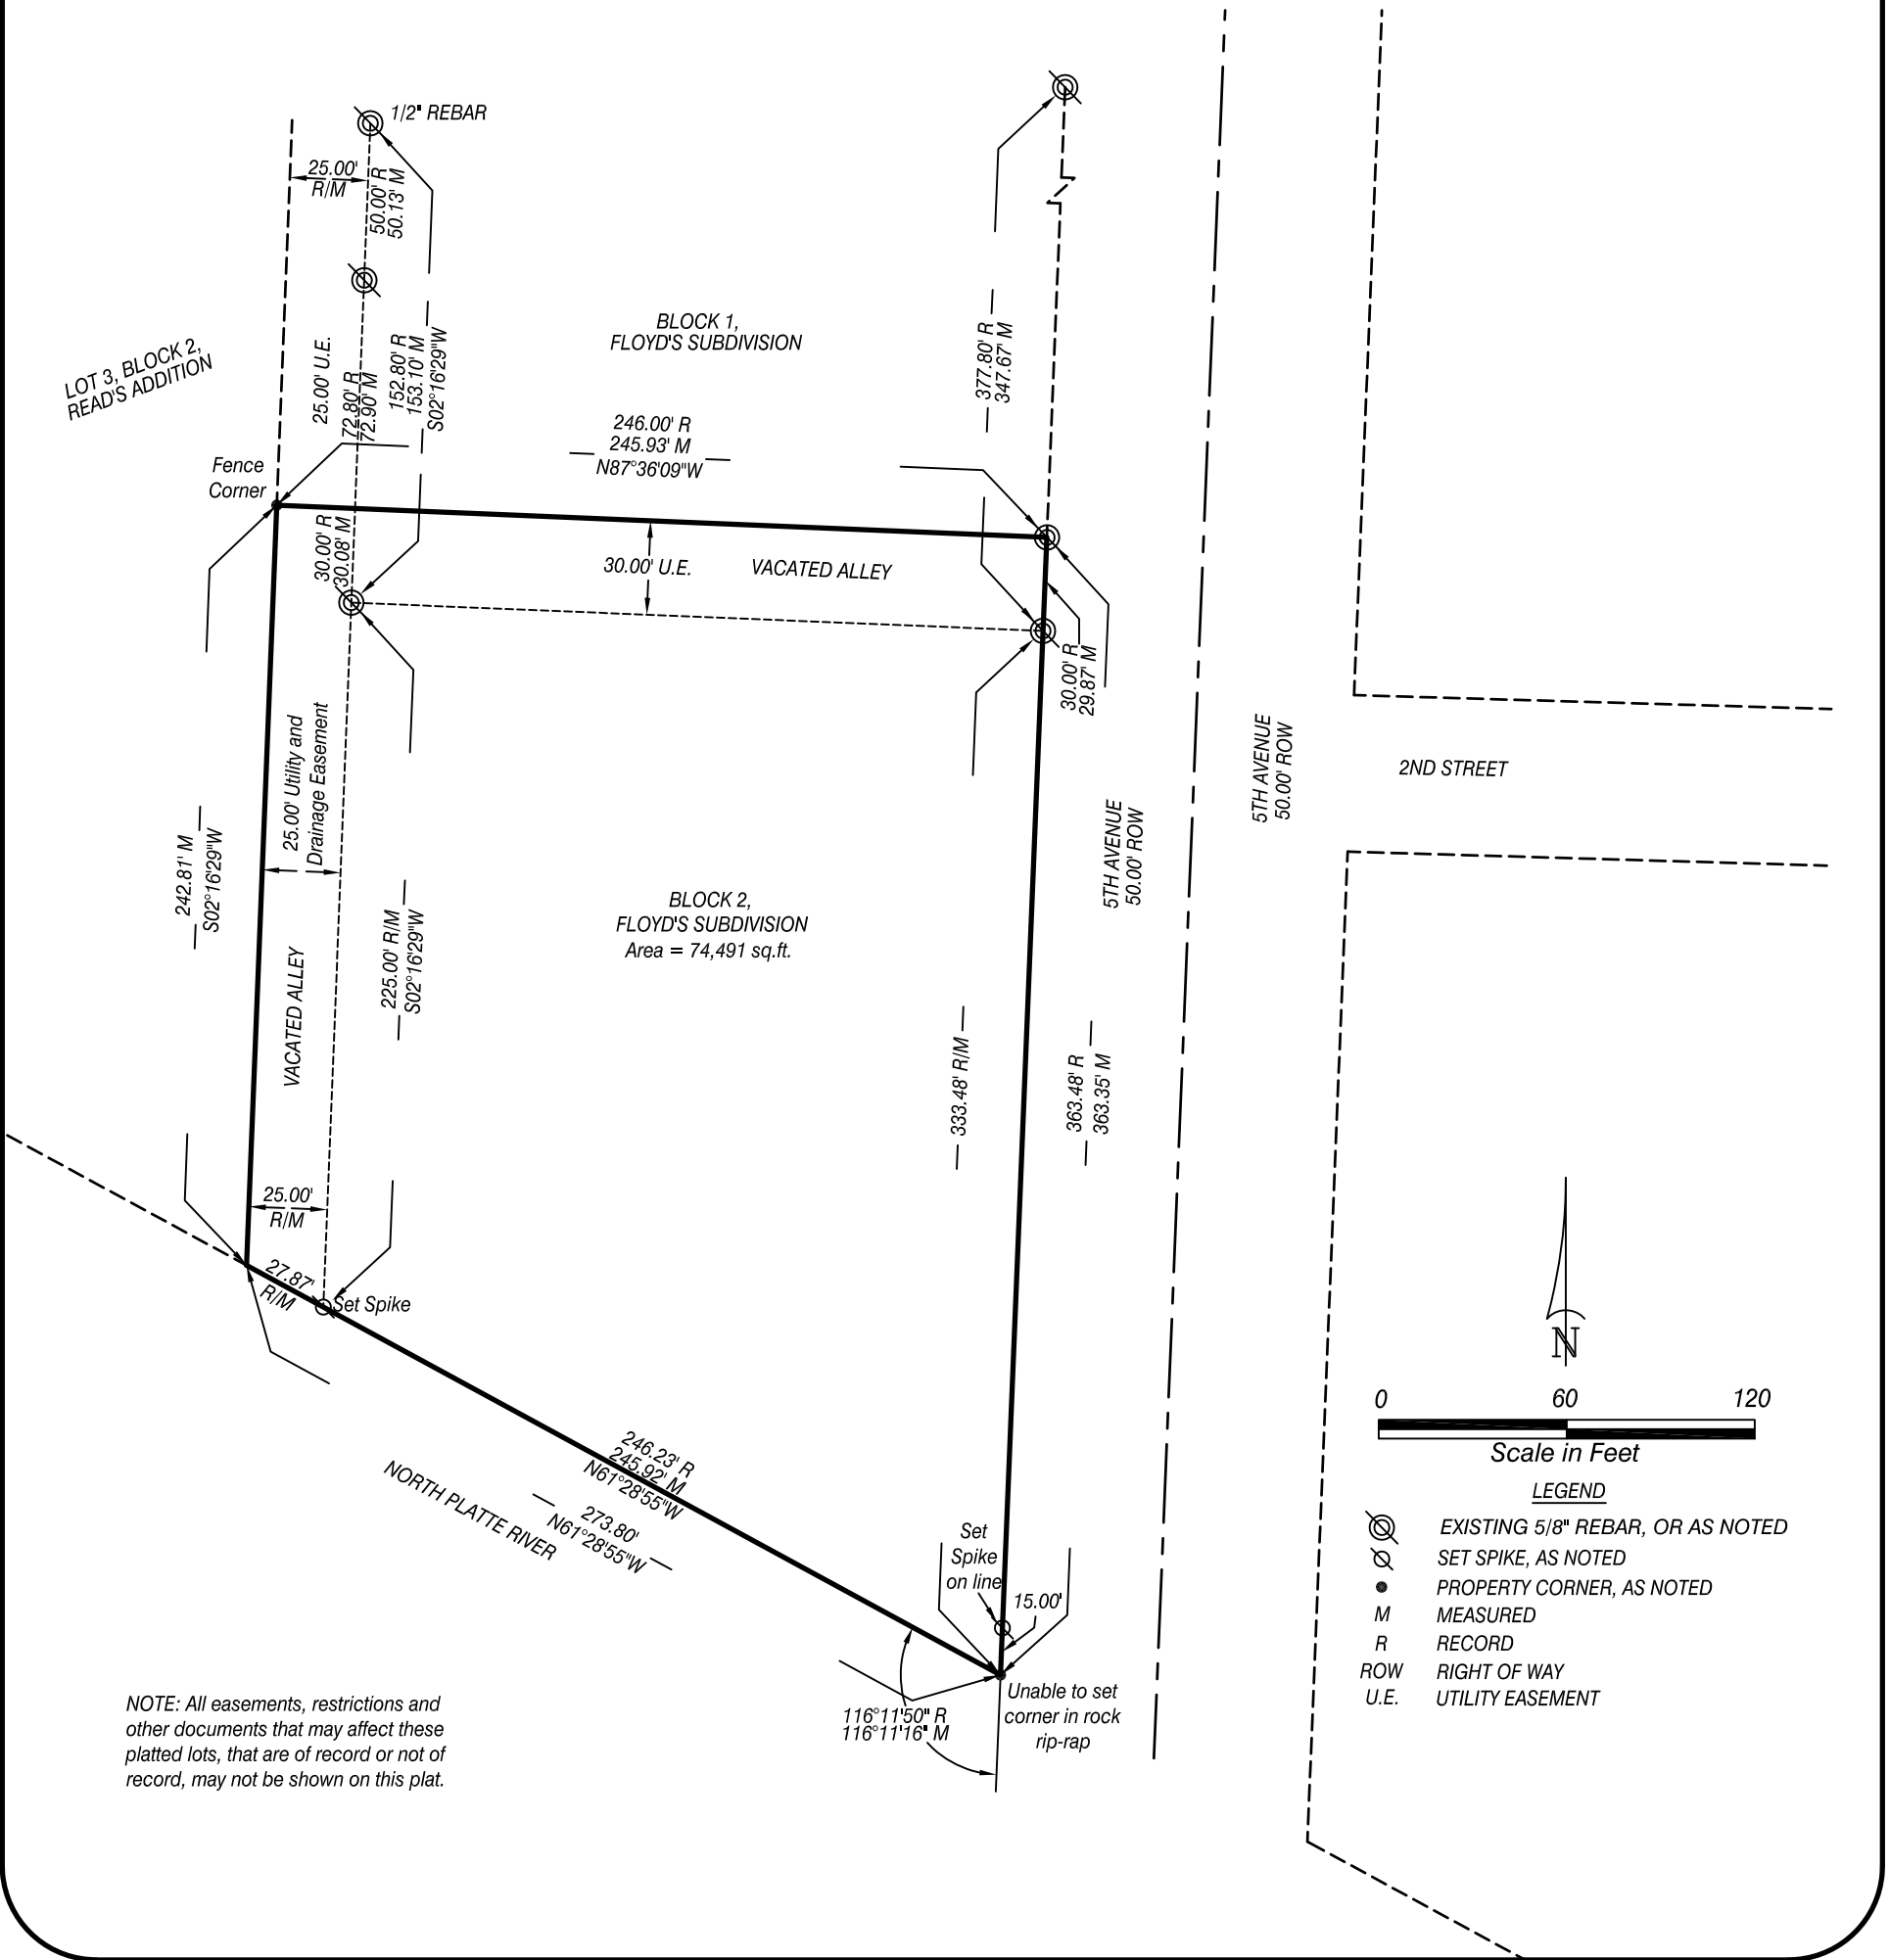 1/2" REBAR
25.00'
R/M
50.00' R
50.13' M
BLOCK 1,
FLOYD'S SUBDIVISION
LOT 3, BLOCK 2,
READ'S ADDITION
25.00' U.E.
72.80' R
72.90' M
152.80' R
153.10' M
S02°16'29"W
377.80' R
347.67' M
246.00' R
245.93' M
N87°36'09"W
Fence
Corner
30.00' R
30.08' M
30.00' U.E.
VACATED ALLEY
30.00' R
29.87' M
25.00' Utility and
Drainage Easement
5TH AVENUE
50.00' ROW
2ND STREET
5TH AVENUE
50.00' ROW
242.81' M
S02°16'29"W
225.00' R/M
S02°16'29"W
BLOCK 2,
FLOYD'S SUBDIVISION
Area = 74,491 sq.ft.
VACATED ALLEY
333.48' R/M
363.48' R
363.35' M
25.00'
R/M
27.87'
R/M
Set Spike
246.23' R
245.92' M
N61°28'55"W
NORTH PLATTE RIVER
273.80'
N61°28'55"W
Set
Spike
on line
15.00'
116°11'50" R
116°11'16" M
Unable to set
corner in rock
rip-rap
NOTE: All easements, restrictions and
other documents that may affect these
platted lots, that are of record or not of
record, may not be shown on this plat.
N
0 60 120
Scale in Feet
LEGEND
EXISTING 5/8" REBAR, OR AS NOTED
SET SPIKE, AS NOTED
PROPERTY CORNER, AS NOTED
M MEASURED
R RECORD
ROW RIGHT OF WAY
U.E. UTILITY EASEMENT